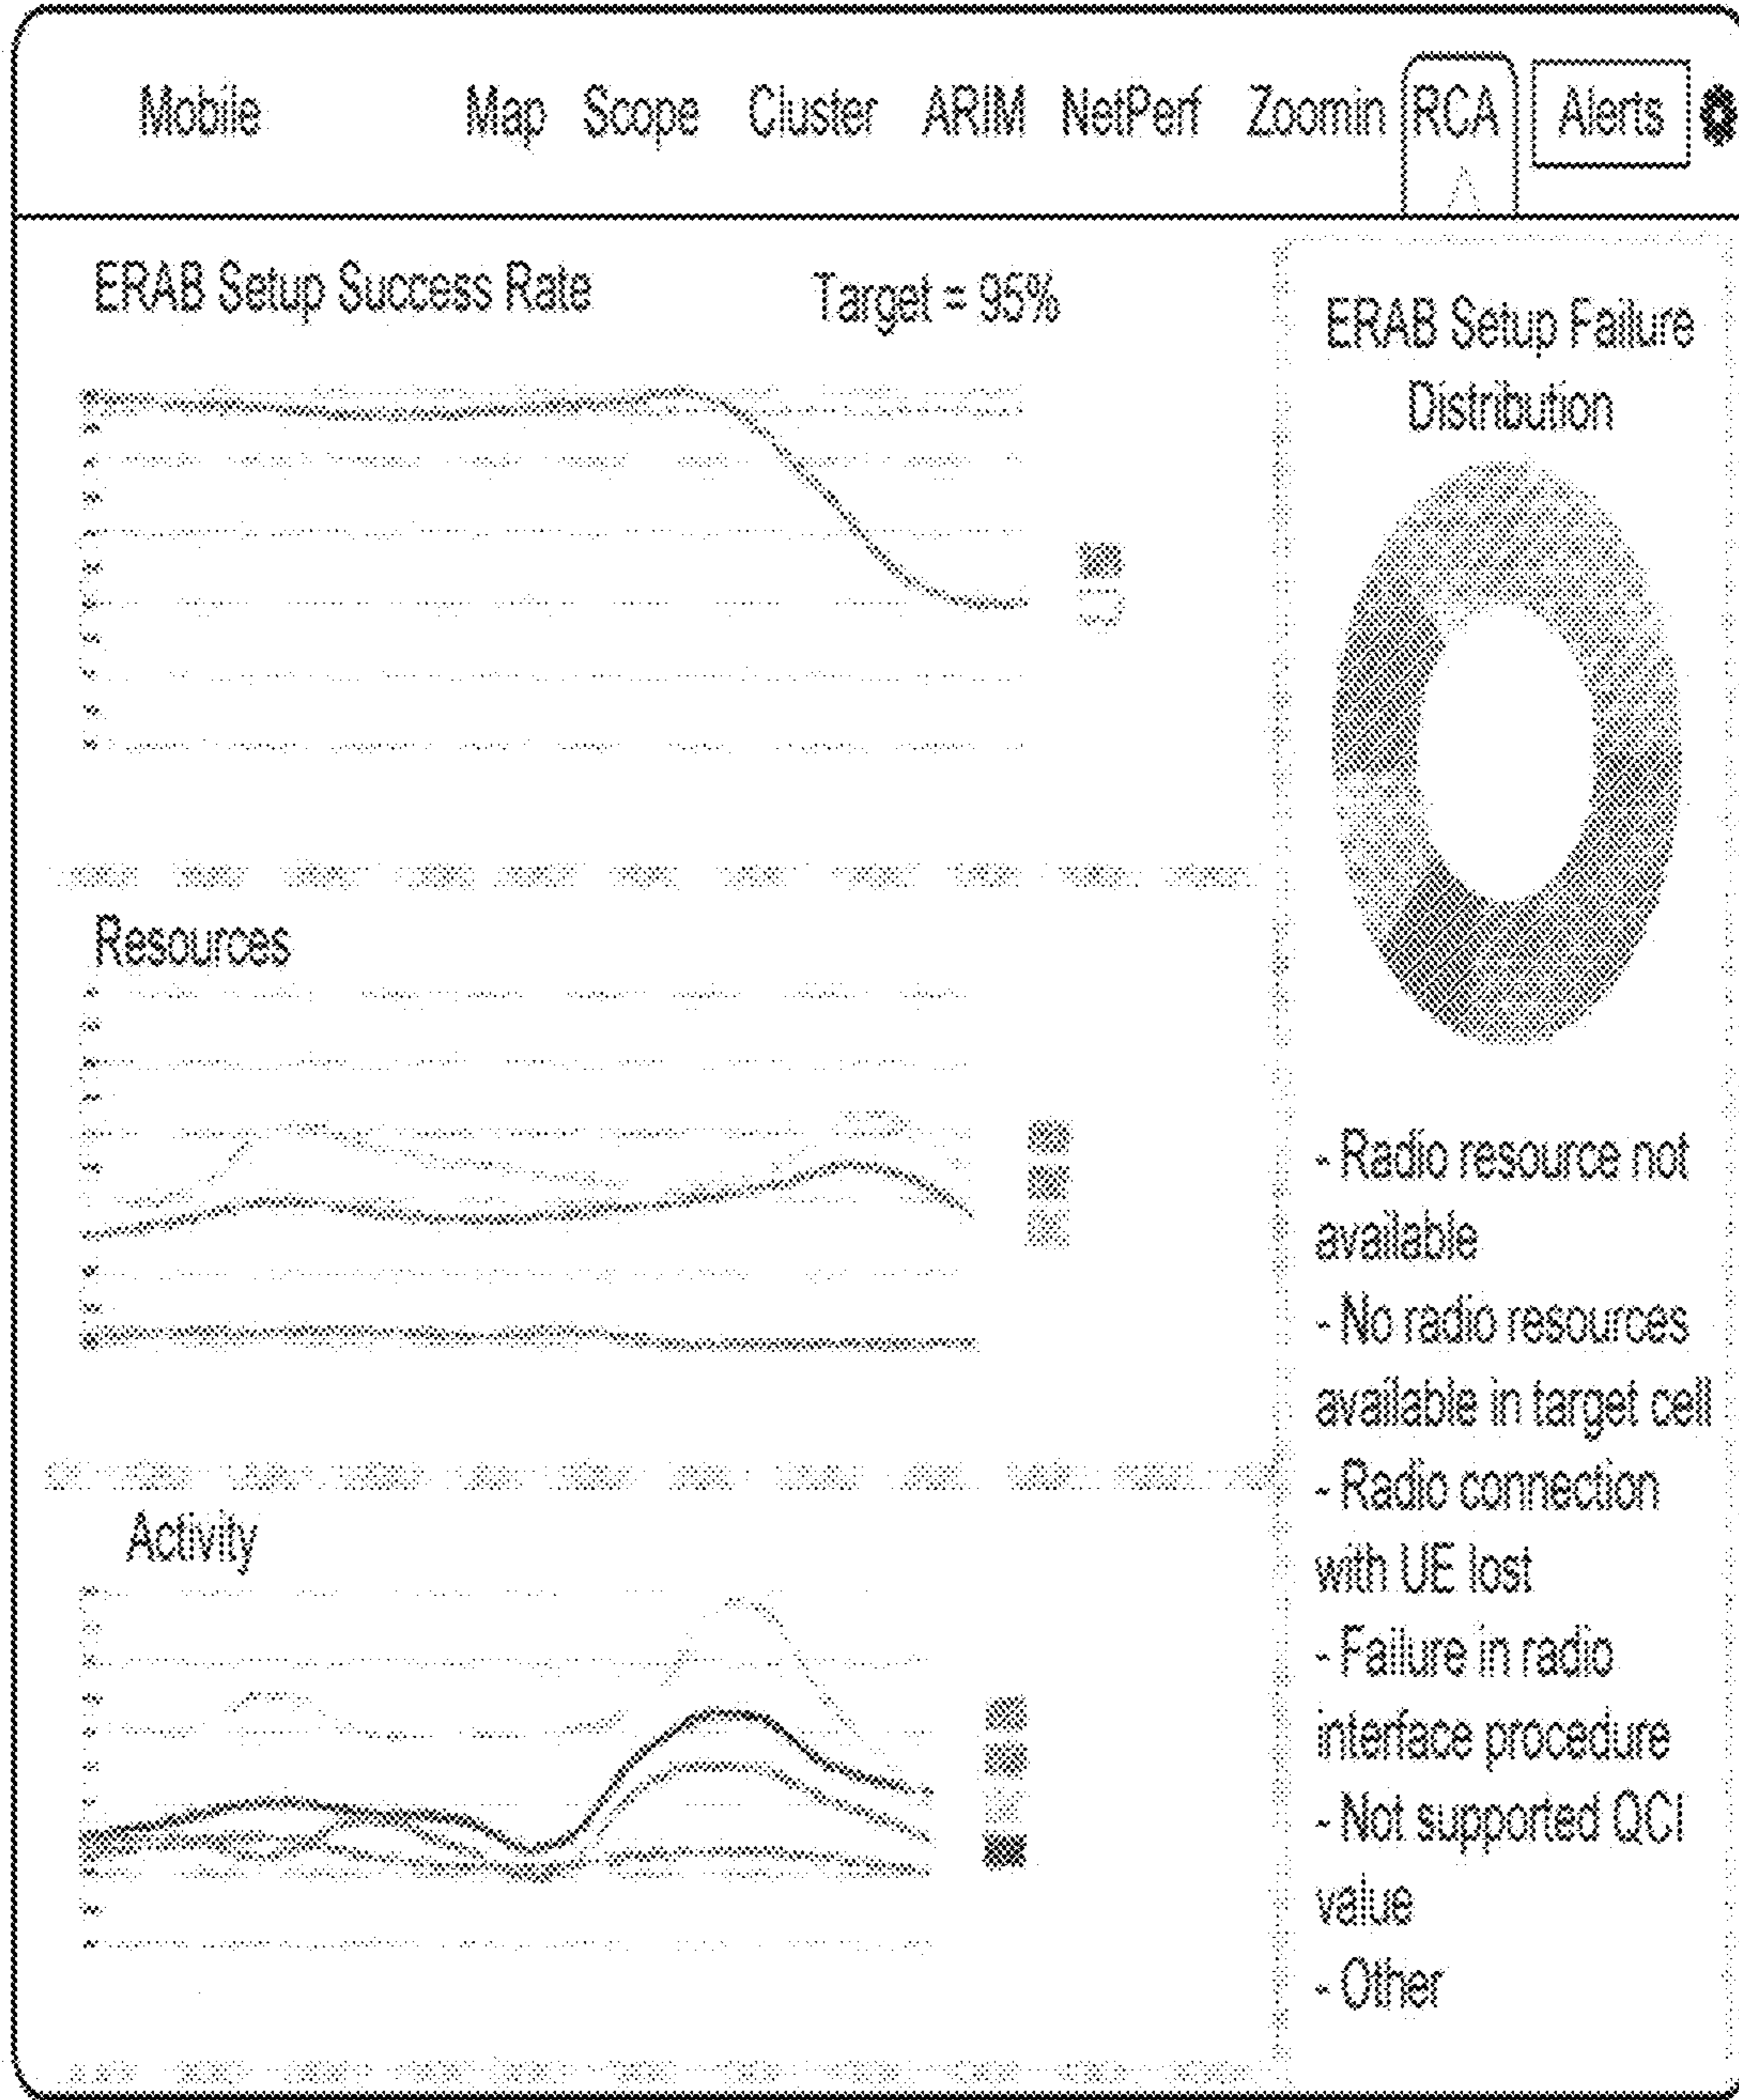 Mobile Map Scope Cluster ARIM NetPerf Zoomin RCA Alerts
ERAB Setup Success Rate Target = 95%
ERAB Setup Failure
Distribution
Resources
Activity
- Radio resource not
available
- No radio resources
available in target cell
- Radio connection
with UE lost
- Failure in radio
interface procedure
- Not supported QCI
value
- Other